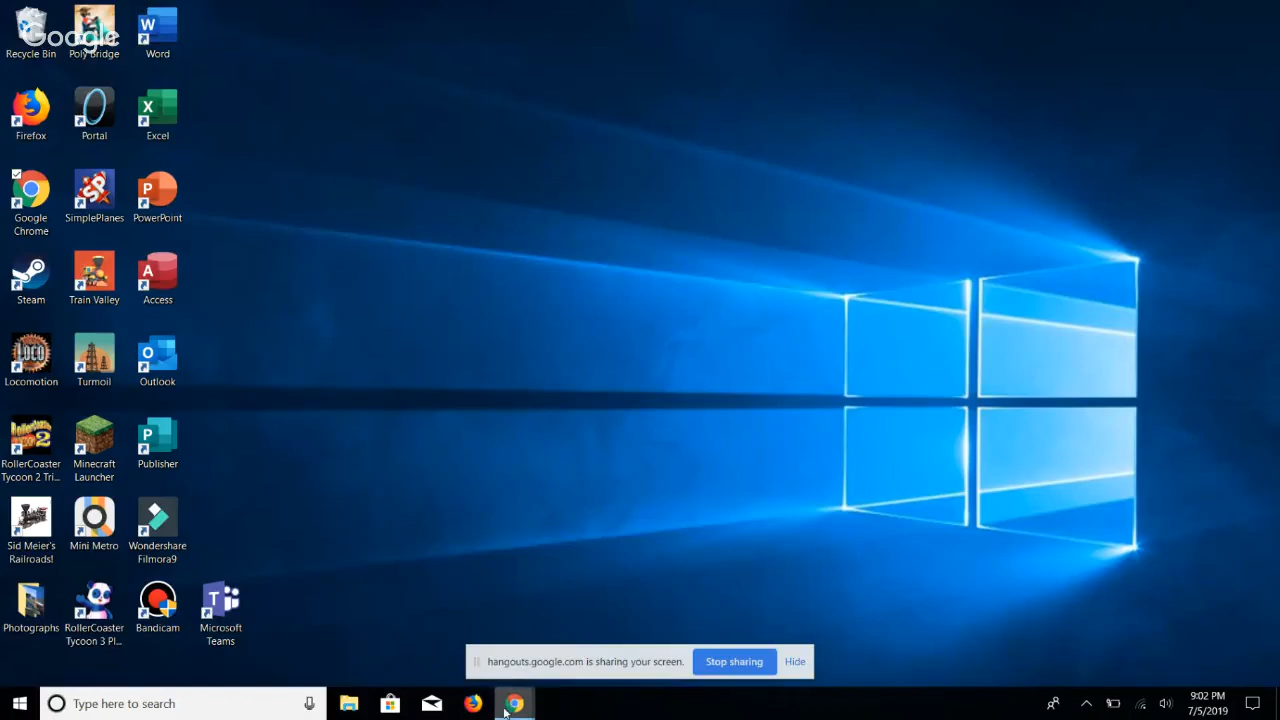 Google
Recycle Bin
Poly Bridge
Word
Firefox
Portal
Excel
Google
Chrome
SimplePlanes
PowerPoint
Steam
Train Valley
Access
Locomotion
Turmoil
Outlook
RollerCoaster
Tycoon 2 Tri...
Minecraft
Launcher
Publisher
Sid Meier's
Railroads!
Mini Metro
Wondershare
Filmora9
Photographs
RollerCoaster
Tycoon 3 Pl...
Bandicam
Microsoft
Teams
hangouts.google.com is sharing your screen.
Stop sharing
Hide
Type here to search
9:02 PM
7/5/2019